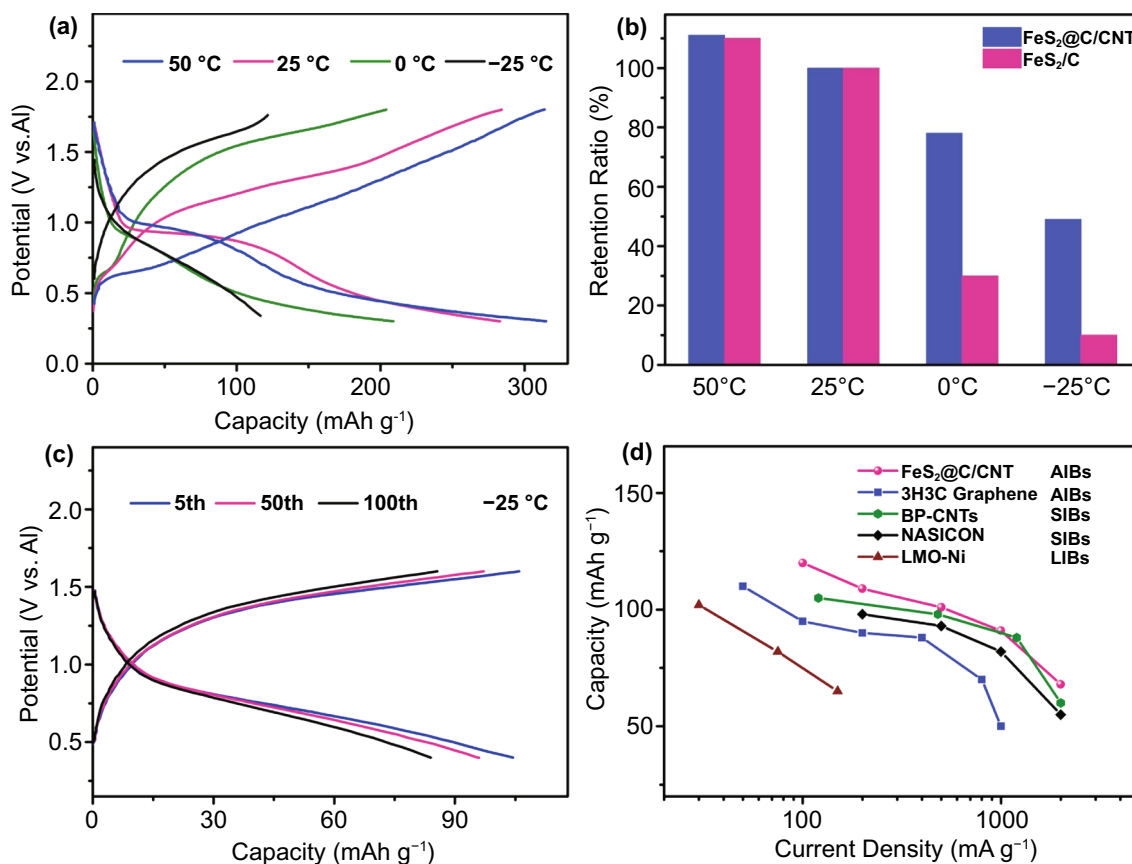 (a)
50 °C 25 °C 0 °C −25 °C
Potential (V vs.Al)
2.0
1.5
1.0
0.5
0.0
0 100 200 300
Capacity (mAh g⁻¹)
(b)
FeS₂@C/CNT
FeS₂/C
Retention Ratio (%)
100
80
60
40
20
0
50°C 25°C 0°C −25°C
(c)
5th 50th 100th −25 °C
Potential (V vs. Al)
2.0
1.5
1.0
0.5
0 30 60 90
Capacity (mAh g⁻¹)
(d)
FeS₂@C/CNT AIBs
3H3C Graphene AIBs
BP-CNTs SIBs
NASICON SIBs
LMO-Ni LIBs
Capacity (mAh g⁻¹)
150
100
50
100 1000
Current Density (mA g⁻¹)